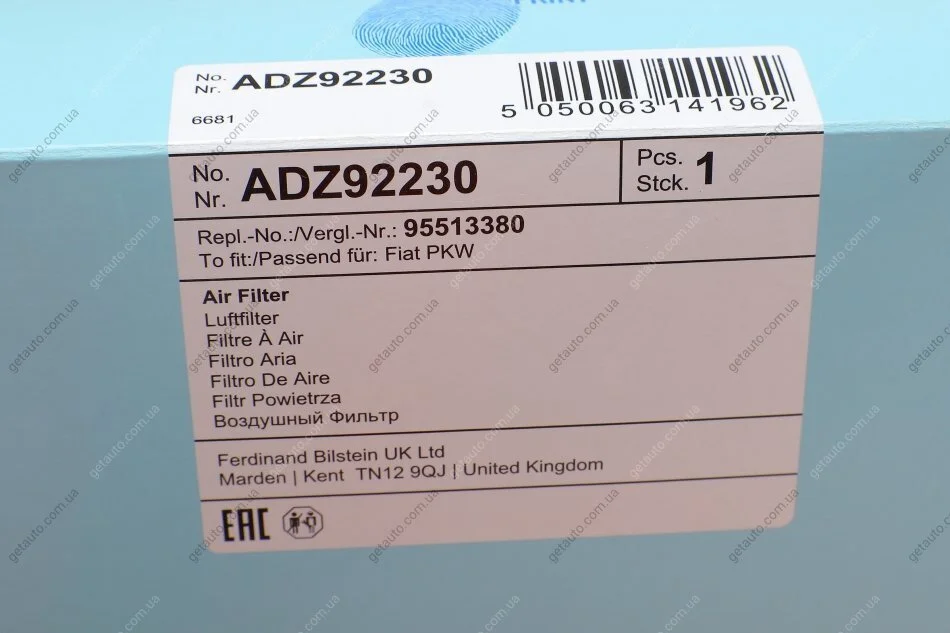 PRINT
No. ADZ92230
Nr.
6681
5 050063 141962
No. ADZ92230
Nr.
Pcs. 1
Stck.
Repl.-No.:/Vergl.-Nr.: 95513380
To fit:/Passend für: Fiat PKW
Air Filter
Luftfilter
Filtre À Air
Filtro Aria
Filtro De Aire
Filtr Powietrza
Воздушный Фильтр
Ferdinand Bilstein UK Ltd
Marden | Kent TN12 9QJ | United Kingdom
EAC
getauto.com.ua